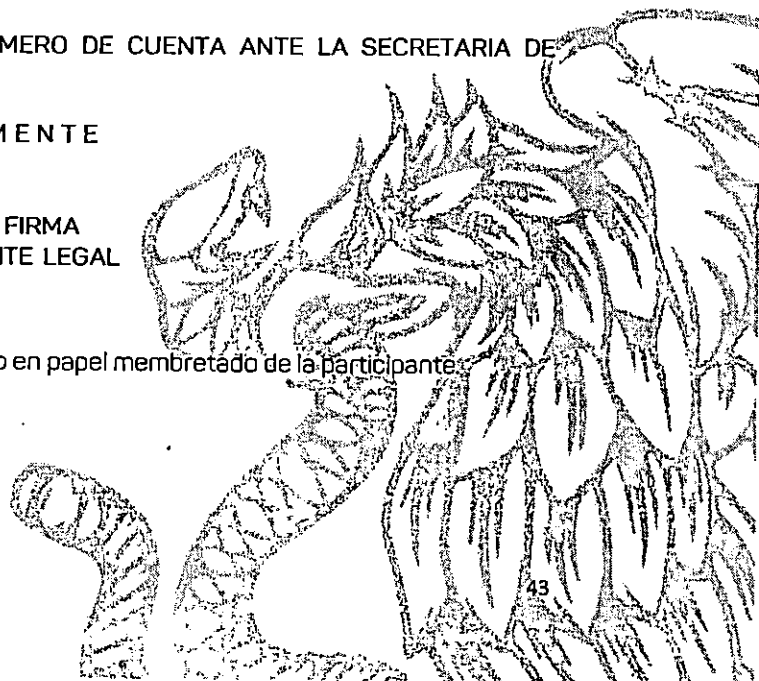 MERO DE CUENTA ANTE LA SECRETARIA DE
MENTE
FIRMA
NTE LEGAL
o en papel membretado de la participante.
43